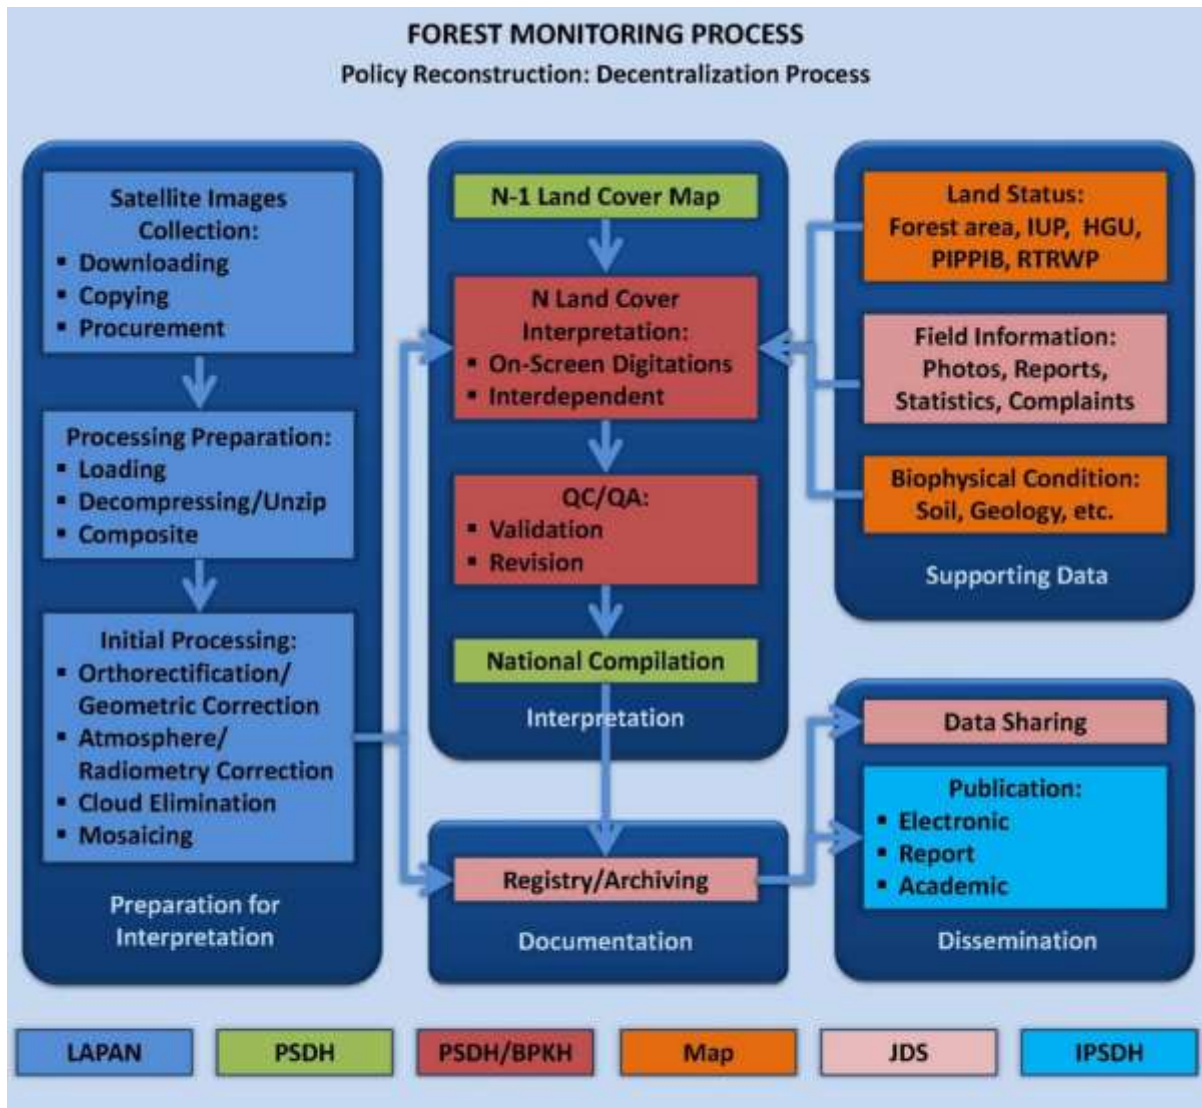 FOREST MONITORING PROCESS
Policy Reconstruction: Decentralization Process
Satellite Images
Collection:
▪ Downloading
▪ Copying
▪ Procurement
Processing Preparation:
▪ Loading
▪ Decompressing/Unzip
▪ Composite
Initial Processing:
▪ Orthorectification/
Geometric Correction
▪ Atmosphere/
Radiometry Correction
▪ Cloud Elimination
▪ Mosaicing
Preparation for
Interpretation
N-1 Land Cover Map
N Land Cover
Interpretation:
▪ On-Screen Digitations
▪ Interdependent
QC/QA:
▪ Validation
▪ Revision
National Compilation
Interpretation
Registry/Archiving
Documentation
Land Status:
Forest area, IUP, HGU,
PIPPIB, RTRWP
Field Information:
Photos, Reports,
Statistics, Complaints
Biophysical Condition:
Soil, Geology, etc.
Supporting Data
Data Sharing
Publication:
▪ Electronic
▪ Report
▪ Academic
Dissemination
LAPAN
PSDH
PSDH/BPKH
Map
JDS
IPSDH